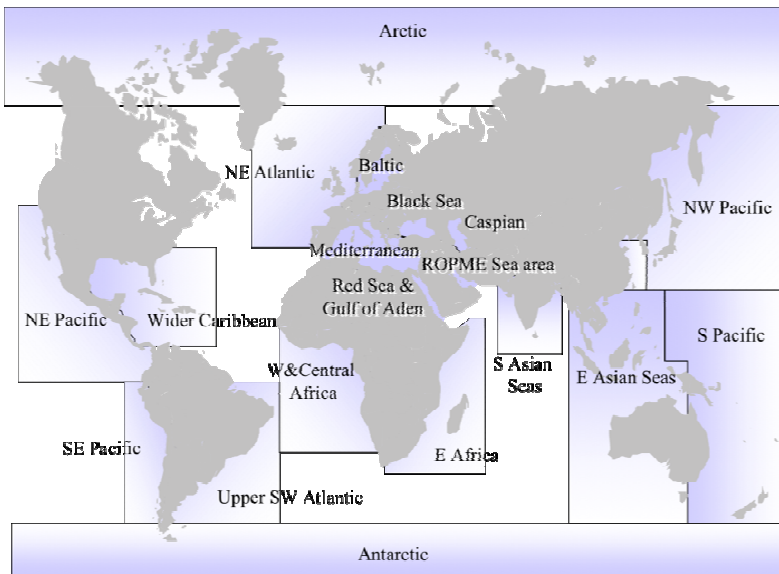 Arctic
NE Atlantic
Baltic
Black Sea
NW Pacific
Caspian
Mediterranean
ROPME Sea area
Red Sea &
Gulf of Aden
NE Pacific
Wider Caribbean
S Pacific
W&Central
Africa
S Asian
Seas
E Asian Seas
SE Pacific
E Africa
Upper SW Atlantic
Antarctic